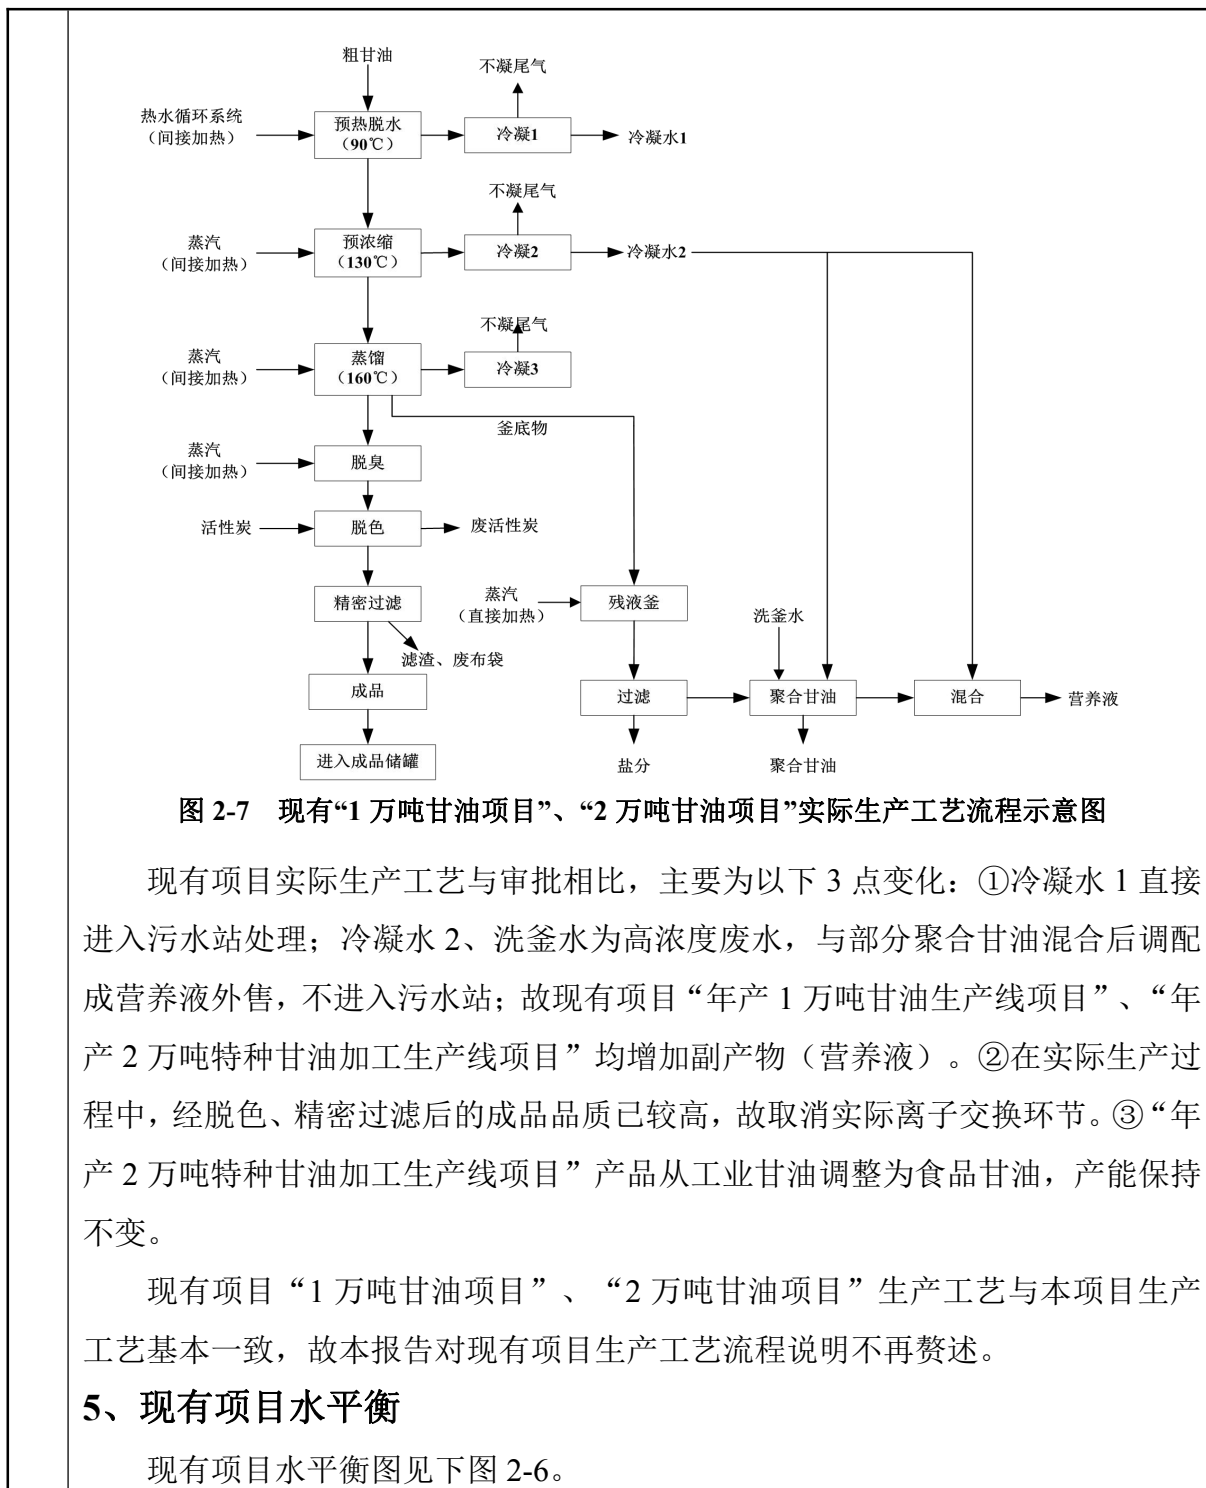 粗甘油
不凝尾气
热水循环系统
（间接加热）
预热脱水
（90℃）
冷凝1
冷凝水1
不凝尾气
蒸汽
（间接加热）
预浓缩
（130℃）
冷凝2
冷凝水2
不凝尾气
蒸汽
（间接加热）
蒸馏
（160℃）
冷凝3
釜底物
蒸汽
（间接加热）
脱臭
活性炭
脱色
废活性炭
精密过滤
蒸汽
（直接加热）
残液釜
洗釜水
滤渣、废布袋
成品
过滤
聚合甘油
混合
营养液
进入成品储罐
盐分
聚合甘油
图 2-7 现有“1 万吨甘油项目”、“2 万吨甘油项目”实际生产工艺流程示意图
现有项目实际生产工艺与审批相比，主要为以下 3 点变化：①冷凝水 1 直接
进入污水站处理；冷凝水 2、洗釜水为高浓度废水，与部分聚合甘油混合后调配
成营养液外售，不进入污水站；故现有项目“年产 1 万吨甘油生产线项目”、“年
产 2 万吨特种甘油加工生产线项目”均增加副产物（营养液）。②在实际生产过
程中，经脱色、精密过滤后的成品品质已较高，故取消实际离子交换环节。③“年
产 2 万吨特种甘油加工生产线项目”产品从工业甘油调整为食品甘油，产能保持
不变。
现有项目“1 万吨甘油项目”、“2 万吨甘油项目”生产工艺与本项目生产
工艺基本一致，故本报告对现有项目生产工艺流程说明不再赘述。
5、现有项目水平衡
现有项目水平衡图见下图 2-6。